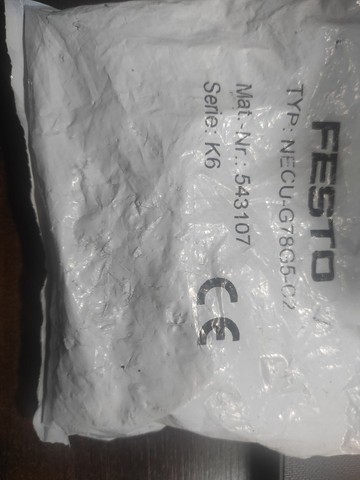 FESTO
TYP: NECU-G78G5-C2
Mat.-Nr.: 543107
Serie: K6
CE